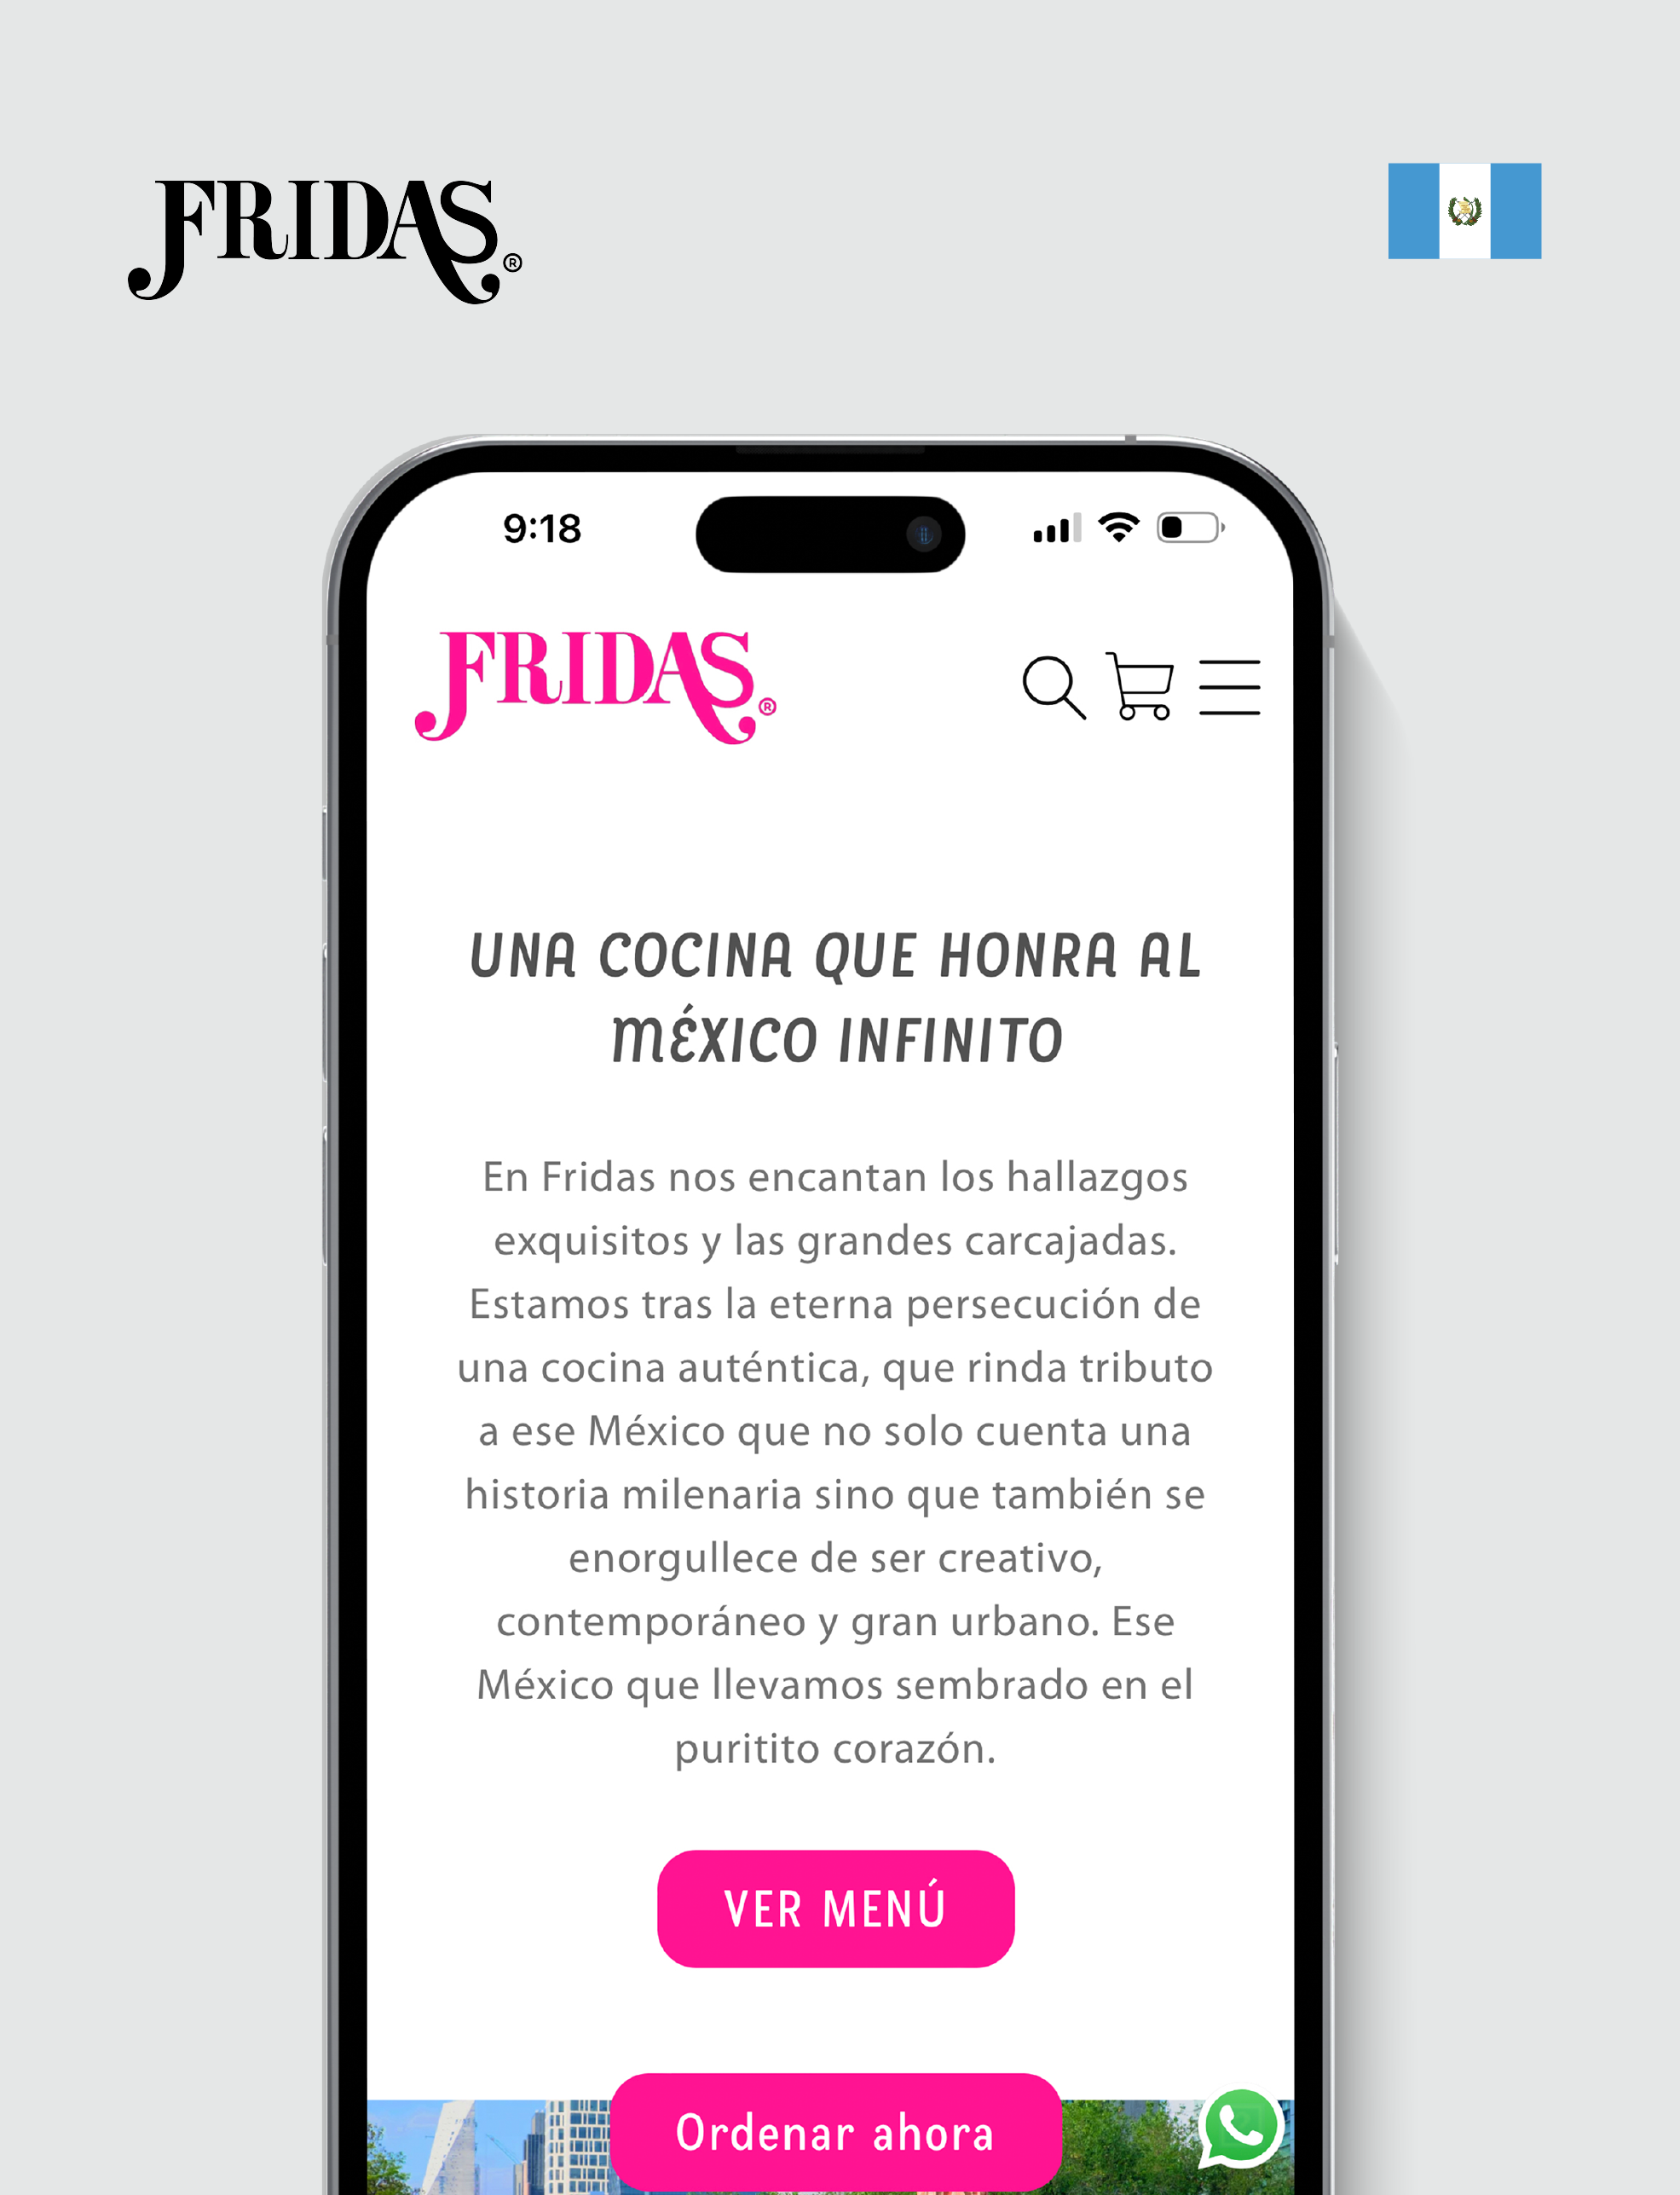 FRIDAS®
9:18
FRIDAS®
UNA COCINA QUE HONRA AL
MÉXICO INFINITO
En Fridas nos encantan los hallazgos
exquisitos y las grandes carcajadas.
Estamos tras la eterna persecución de
una cocina auténtica, que rinda tributo
a ese México que no solo cuenta una
historia milenaria sino que también se
enorgullece de ser creativo,
contemporáneo y gran urbano. Ese
México que llevamos sembrado en el
puritito corazón.
VER MENÚ
Ordenar ahora